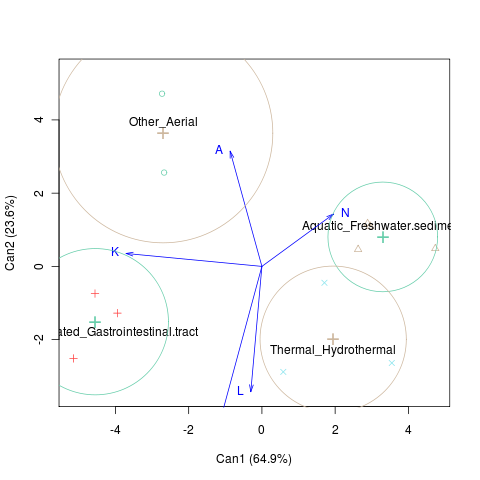 Other_Aerial
A
N
Aquatic_Freshwater.sedime
K
ated_Gastrointestinal.tract
Thermal_Hydrothermal
L
4
2
0
-2
-4
-2
0
2
4
Can1 (64.9%)
Can2 (23.6%)